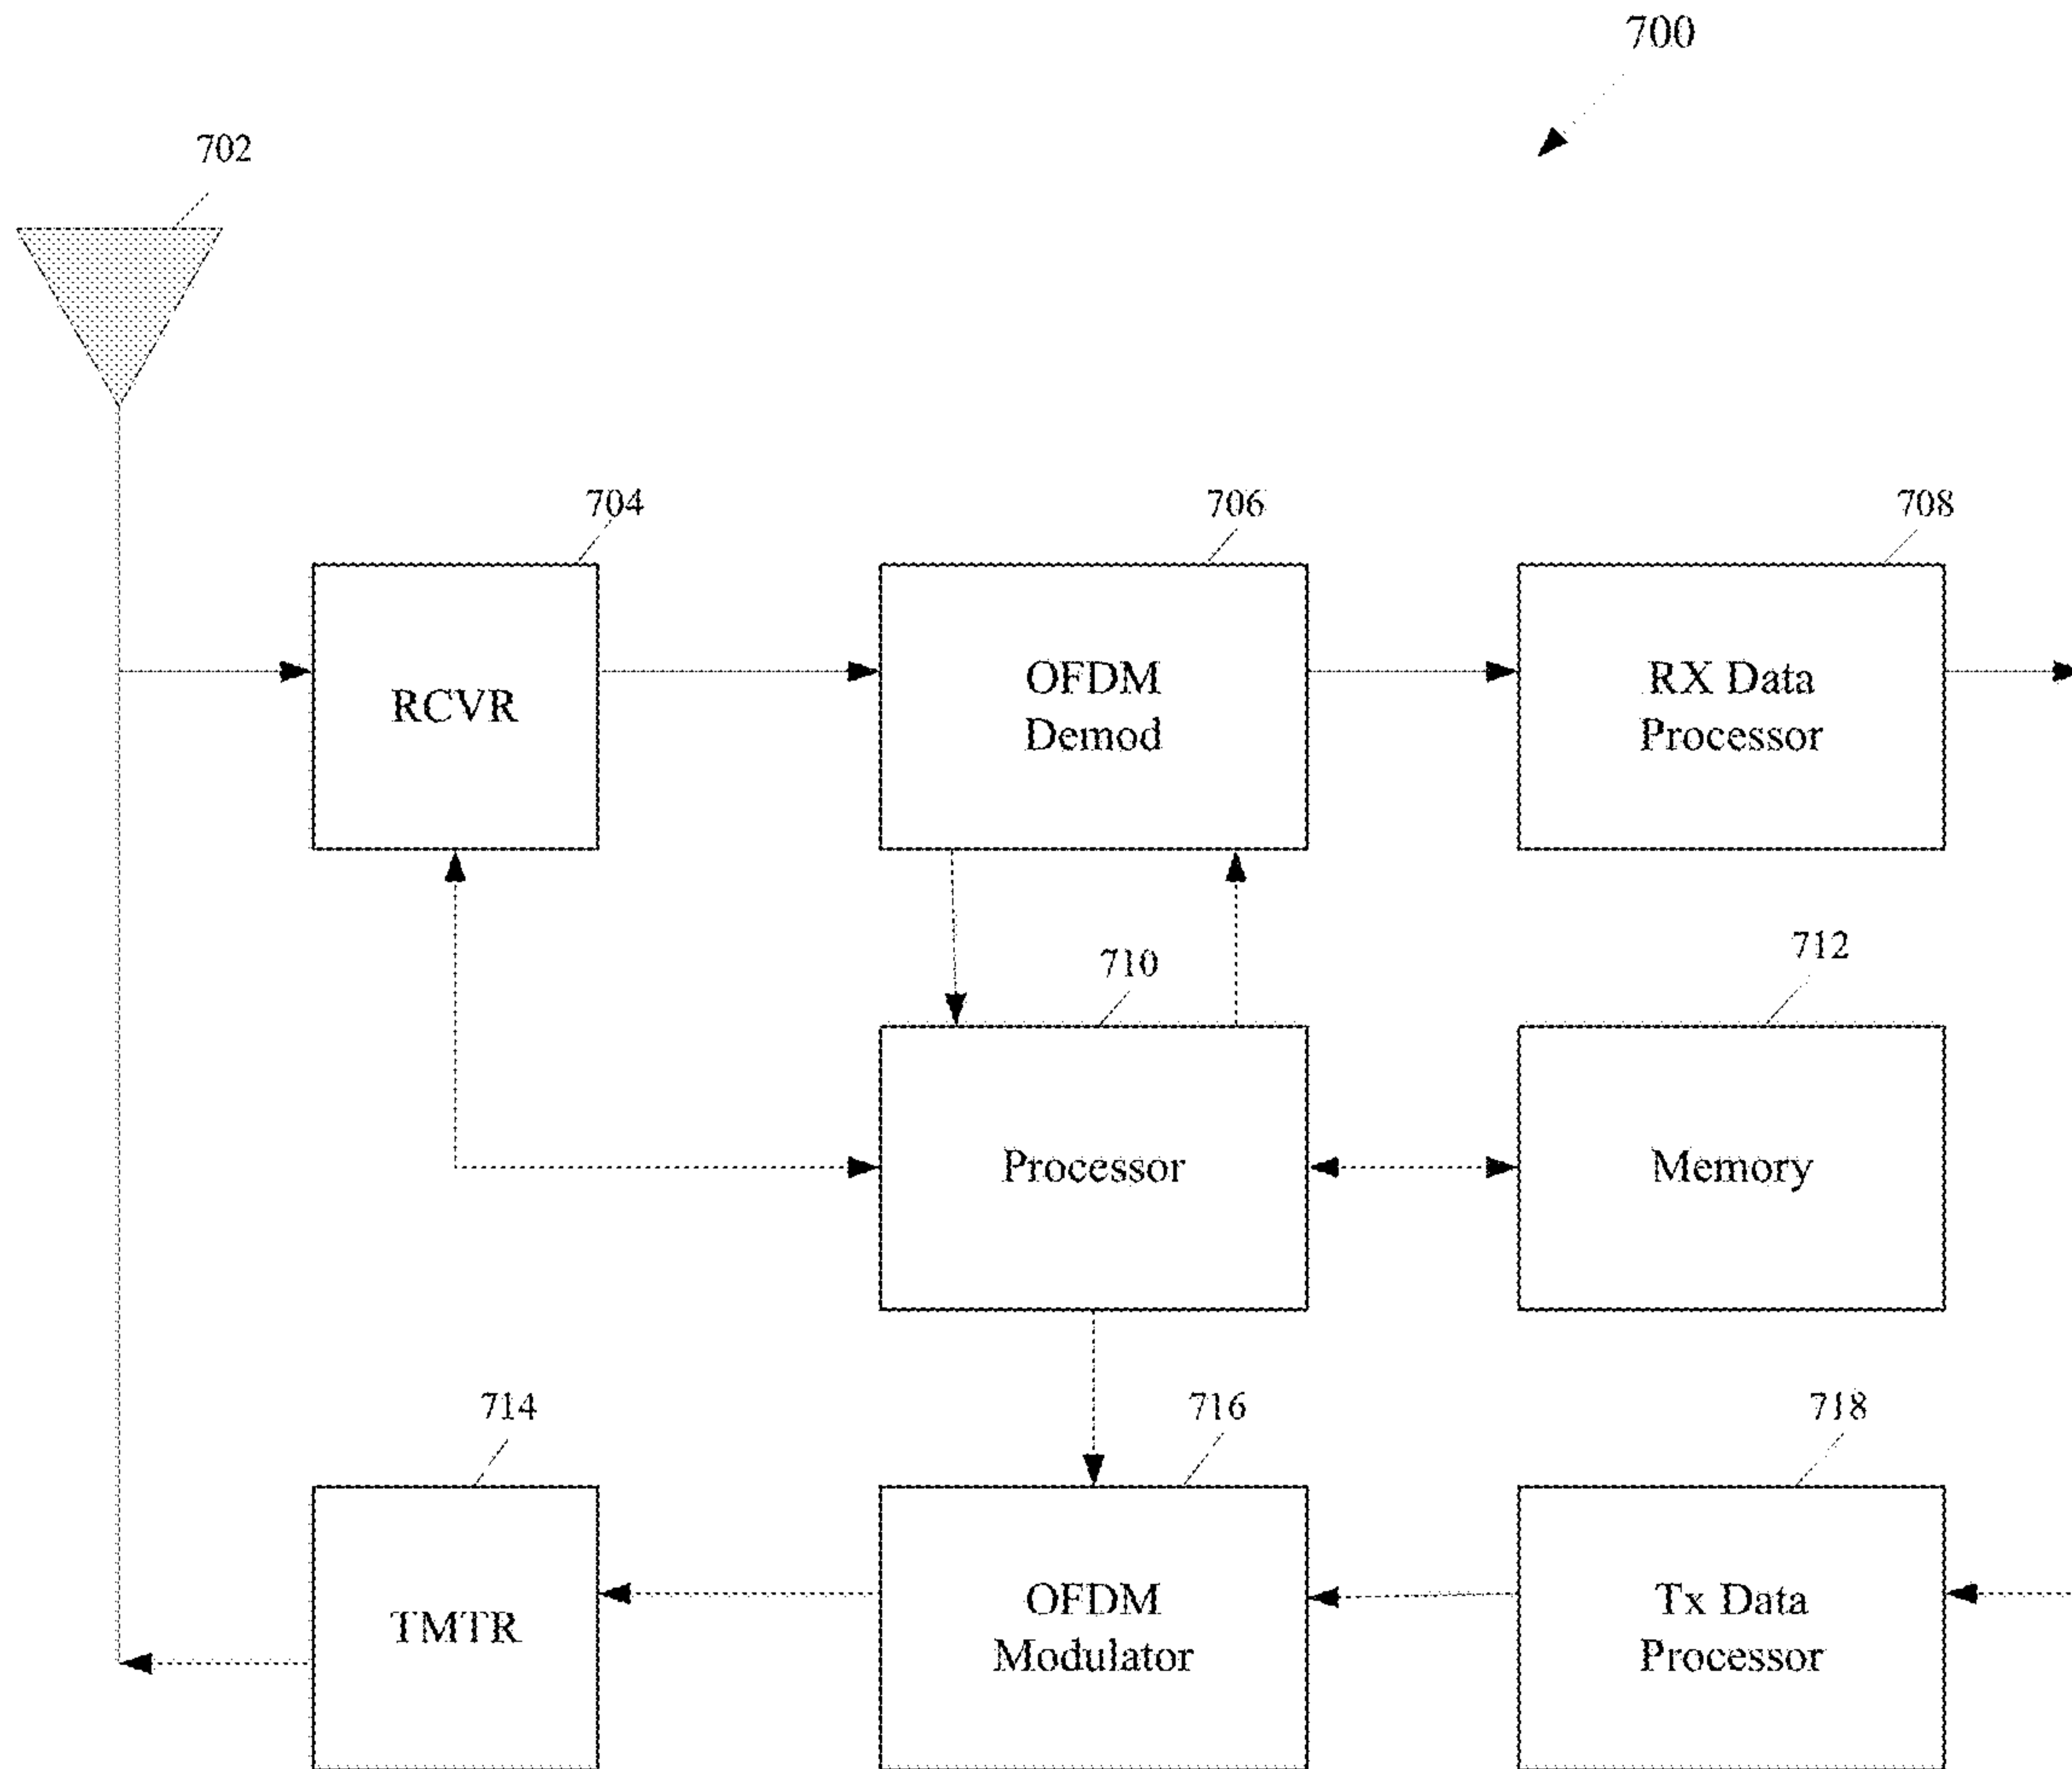 700
702
704
706
708
RCVR
OFDM
Demod
RX Data
Processor
710
712
Processor
Memory
714
716
718
TMTR
OFDM
Modulator
Tx Data
Processor